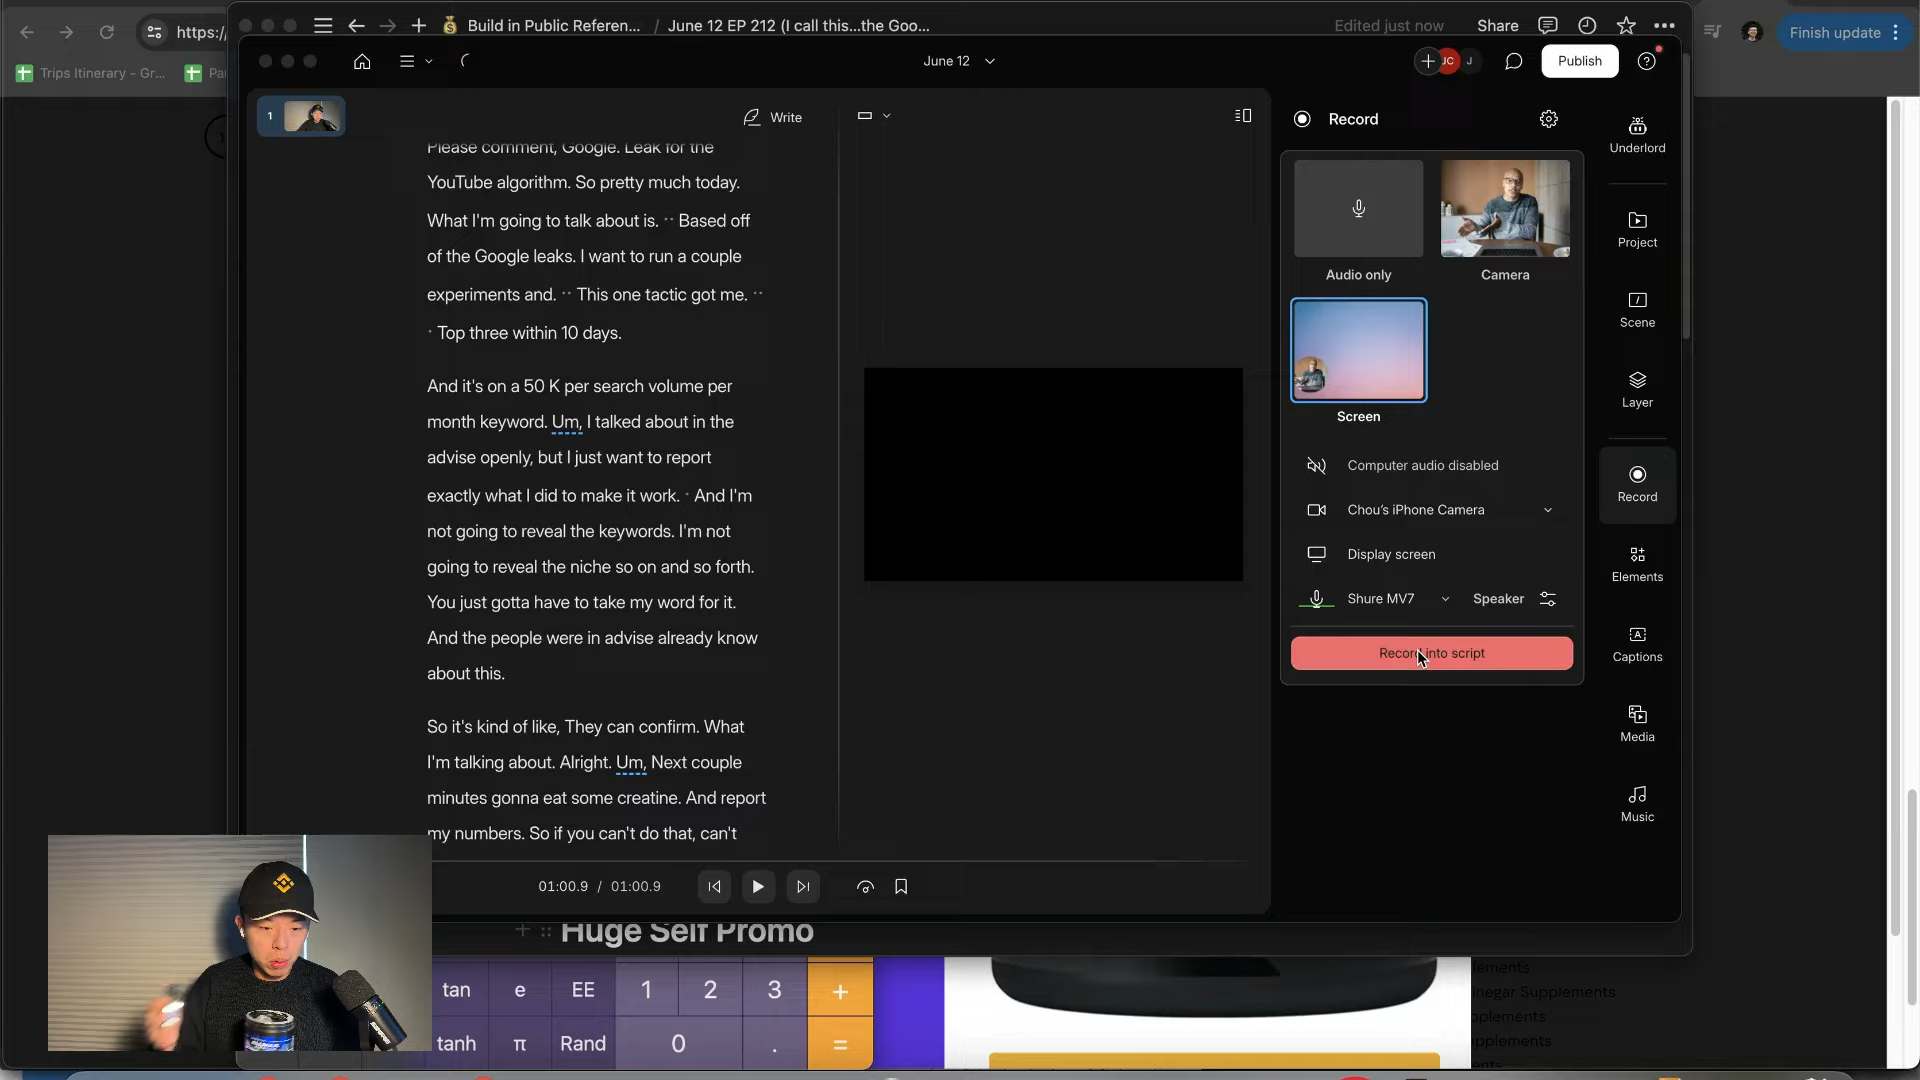 https://
Build in Public Referen... / June 12 EP 212 (I call this...the Goo...
Edited just now
Share
Finish update
Trips Itinerary - Gr...
June 12
JC
J
Publish
1
Write
Record
Underlord
Please comment, Google. Leak for the
YouTube algorithm. So pretty much today.
What I'm going to talk about is. ·· Based off
of the Google leaks. I want to run a couple
experiments and. ·· This one tactic got me. ··
· Top three within 10 days.
And it's on a 50 K per search volume per
month keyword. Um, I talked about in the
advise openly, but I just want to report
exactly what I did to make it work. · And I'm
not going to reveal the keywords. I'm not
going to reveal the niche so on and so forth.
You just gotta have to take my word for it.
And the people were in advise already know
about this.
So it's kind of like, They can confirm. What
I'm talking about. Alright. Um, Next couple
minutes gonna eat some creatine. And report
my numbers. So if you can't do that, can't
Audio only
Camera
Screen
Computer audio disabled
Chou's iPhone Camera
Display screen
Shure MV7
Speaker
Record into script
Project
Scene
Layer
Record
Elements
Captions
Media
Music
01:00.9 / 01:00.9
Huge Self Promo
tan e EE 1 2 3 +
tanh π Rand 0 . =
lements
inegar Supplements
pplements
upplements